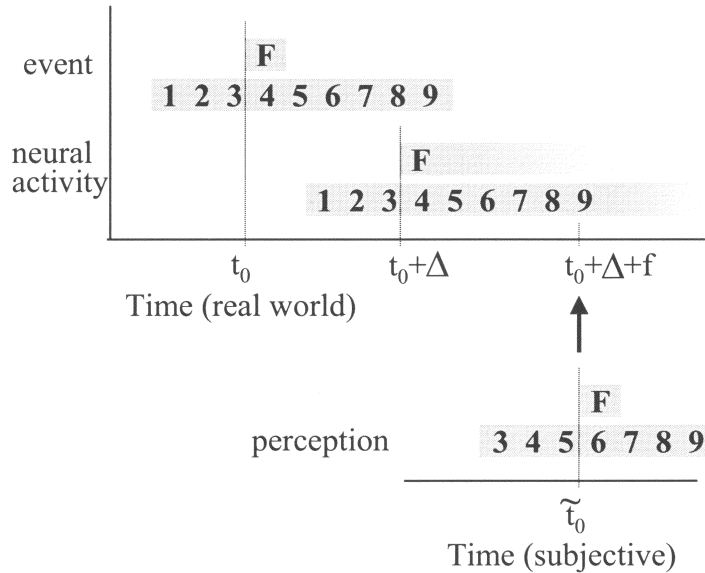 event
F
1 2 3 4 5 6 7 8 9
neural
activity
F
1 2 3 4 5 6 7 8 9
t₀
t₀+Δ
t₀+Δ+f
Time (real world)
F
perception
3 4 5 6 7 8 9
t̃₀
Time (subjective)